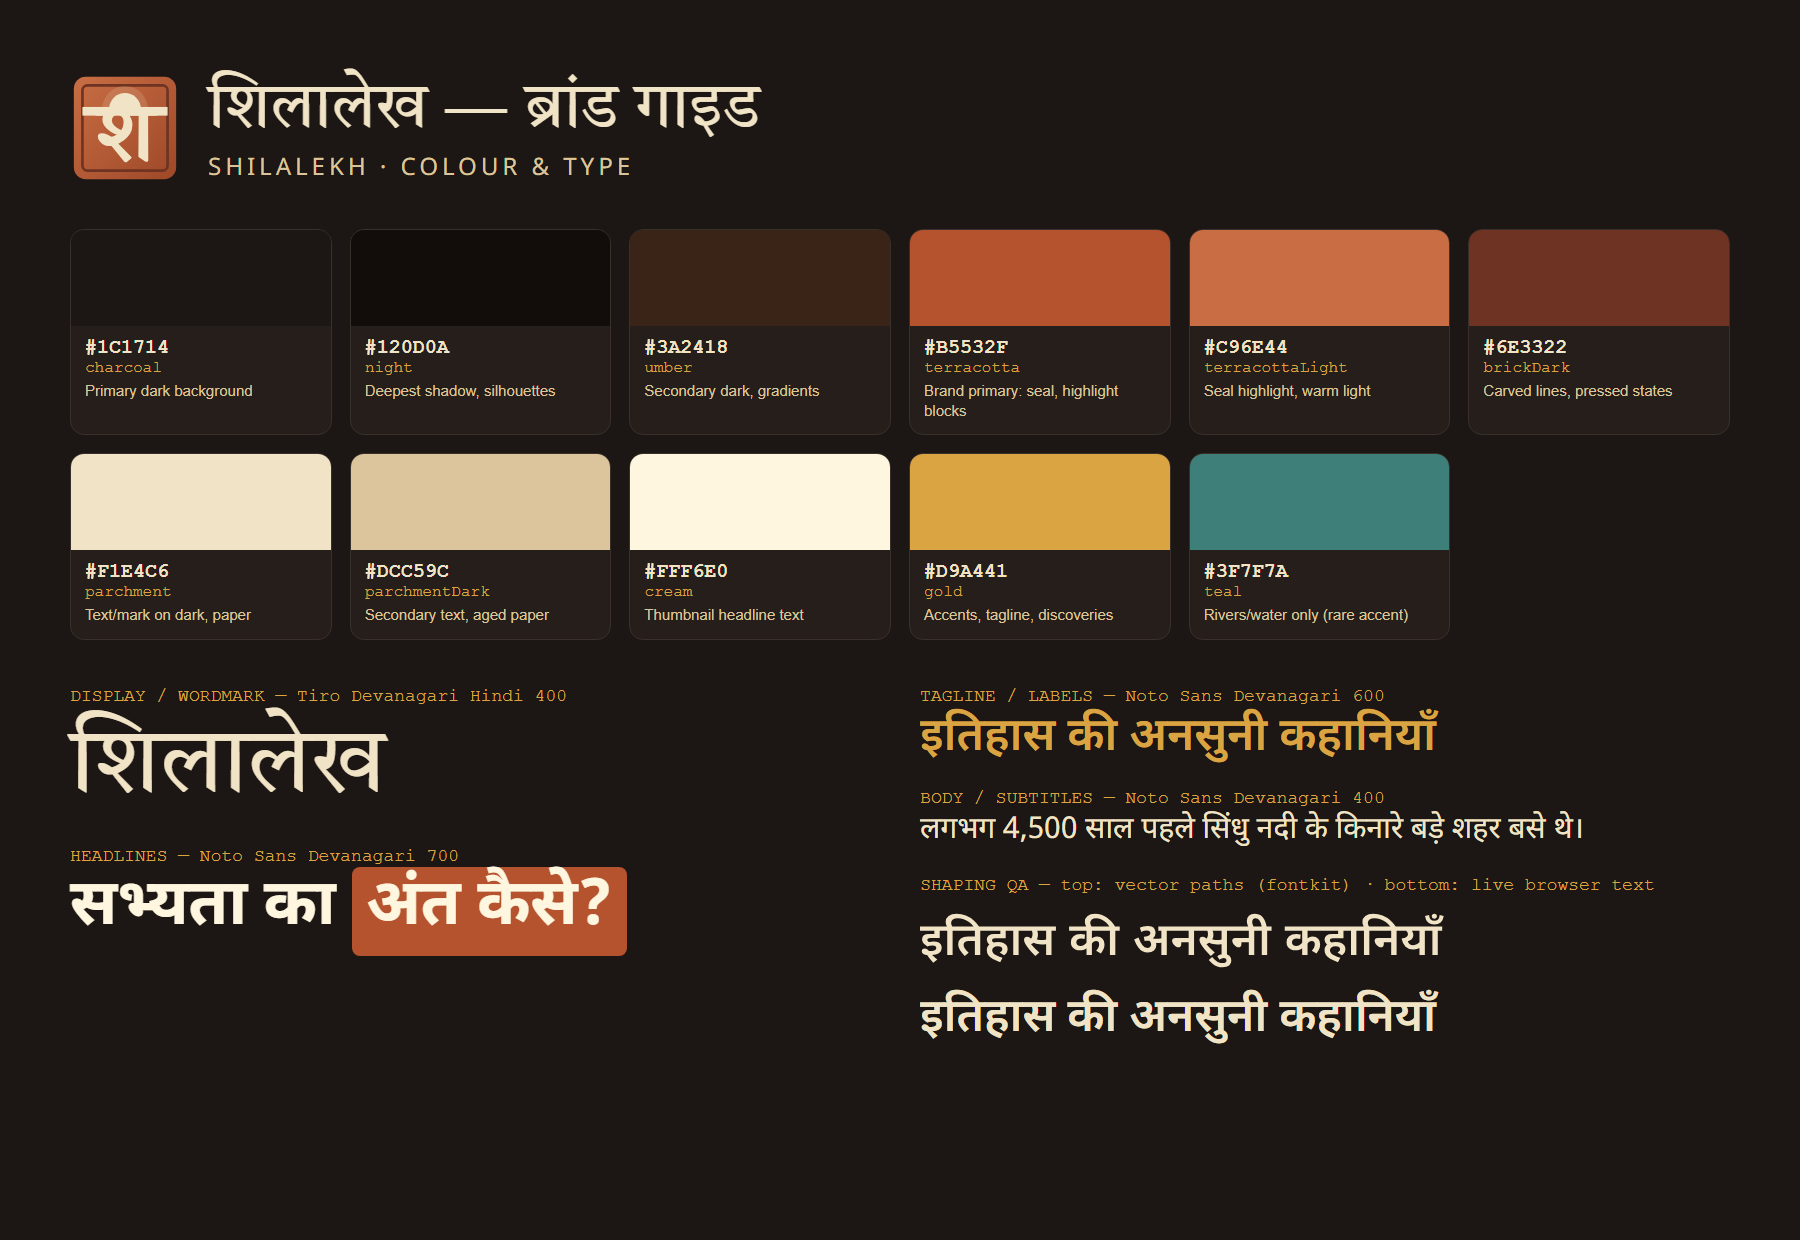 श
शिलालेख — ब्रांड गाइड
SHILALEKH · COLOUR & TYPE
#1C1714
charcoal
Primary dark background
#120D0A
night
Deepest shadow, silhouettes
#3A2418
umber
Secondary dark, gradients
#B5532F
terracotta
Brand primary: seal, highlight
blocks
#C96E44
terracottaLight
Seal highlight, warm light
#6E3322
brickDark
Carved lines, pressed states
#F1E4C6
parchment
Text/mark on dark, paper
#DCC59C
parchmentDark
Secondary text, aged paper
#FFF6E0
cream
Thumbnail headline text
#D9A441
gold
Accents, tagline, discoveries
#3F7F7A
teal
Rivers/water only (rare accent)
DISPLAY / WORDMARK — Tiro Devanagari Hindi 400
शिलालेख
HEADLINES — Noto Sans Devanagari 700
सभ्यता का अंत कैसे?
TAGLINE / LABELS — Noto Sans Devanagari 600
इतिहास की अनसुनी कहानियाँ
BODY / SUBTITLES — Noto Sans Devanagari 400
लगभग 4,500 साल पहले सिंधु नदी के किनारे बड़े शहर बसे थे।
SHAPING QA — top: vector paths (fontkit) · bottom: live browser text
इतिहास की अनसुनी कहानियाँ
इतिहास की अनसुनी कहानियाँ